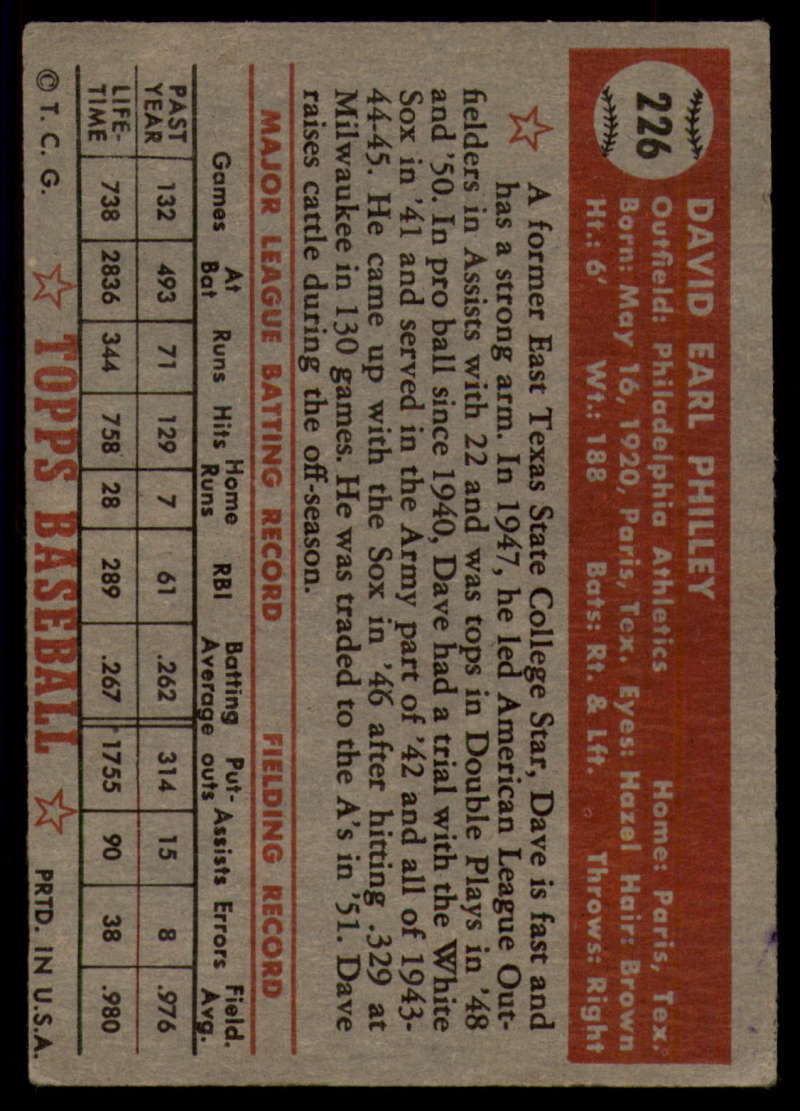 226
DAVID EARL PHILLEY
Outfield: Philadelphia Athletics Home: Paris, Tex.
Born: May 16, 1920, Paris, Tex. Eyes: Hazel Hair: Brown
Ht.: 6' Wt.: 188 Bats: Rt. & Lft. Throws: Right
A former East Texas State College Star, Dave is fast and
has a strong arm. In 1947, he led American League Out-
fielders in Assists with 22 and was tops in Double Plays in '48
and '50. In pro ball since 1940, Dave had a trial with the White
Sox in '41 and served in the Army part of '42 and all of 1943-
44-45. He came up with the Sox in '46 after hitting .329 at
Milwaukee in 130 games. He was traded to the A's in '51. Dave
raises cattle during the off-season.
MAJOR LEAGUE BATTING RECORD FIELDING RECORD
Games At Bat Runs Hits Home Runs RBI Batting Average Put-outs Assists Errors Field. Avg.
PAST YEAR 132 493 71 129 7 61 .262 314 15 8 .976
LIFE-TIME 738 2836 344 758 28 289 .267 1755 90 38 .980
© T. C. G. TOPPS BASEBALL PRTD. IN U.S.A.